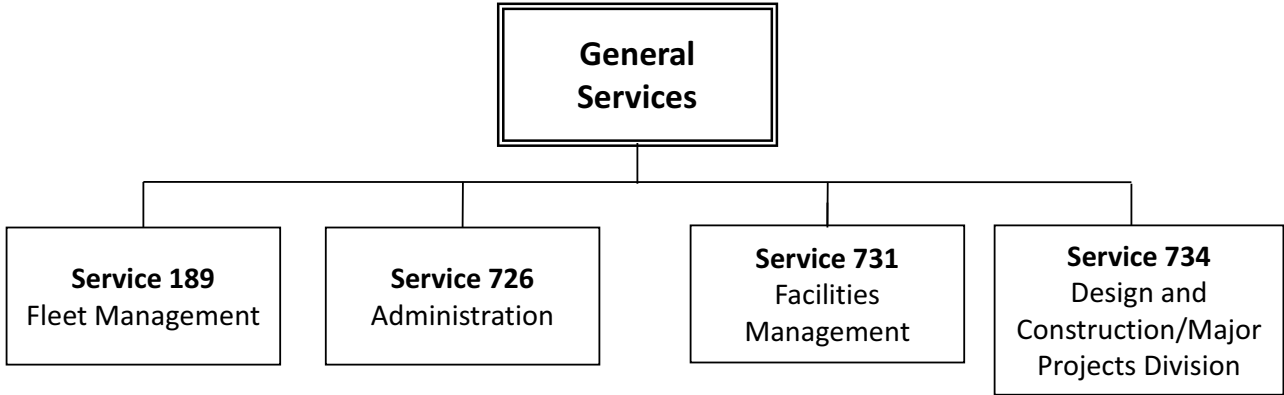 General
Services
Service 189
Fleet Management
Service 726
Administration
Service 731
Facilities
Management
Service 734
Design and
Construction/Major
Projects Division